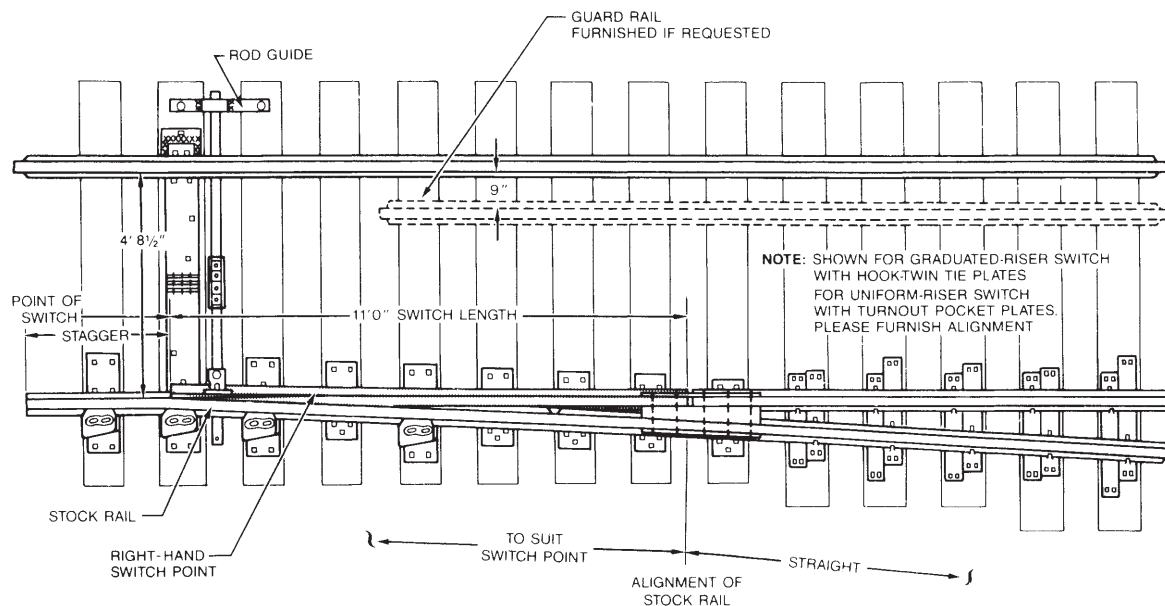 GUARD RAIL
FURNISHED IF REQUESTED
ROD GUIDE
9"
4' 8½"
NOTE: SHOWN FOR GRADUATED-RISER SWITCH
WITH HOOK-TWIN TIE PLATES
FOR UNIFORM-RISER SWITCH
WITH TURNOUT POCKET PLATES.
PLEASE FURNISH ALIGNMENT
POINT OF
SWITCH
11'0" SWITCH LENGTH
STAGGER
STOCK RAIL
RIGHT-HAND
SWITCH POINT
TO SUIT
SWITCH POINT
STRAIGHT
ALIGNMENT OF
STOCK RAIL